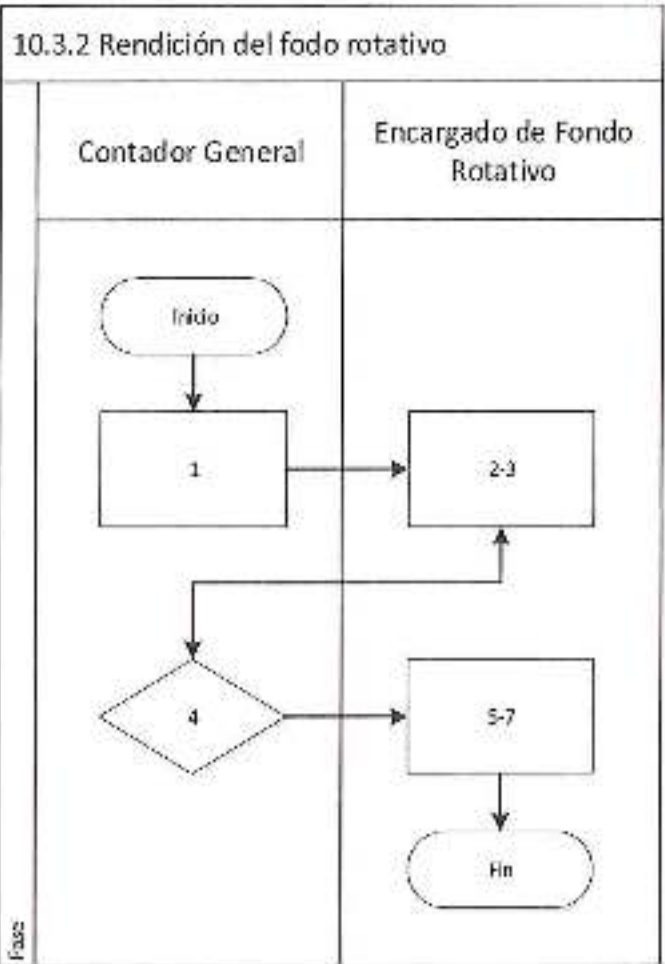 10.3.2 Rendición del fodo rotativo
Contador General
Encargado de Fondo
Rotativo
Inicio
1
2-3
4
5-7
Fin
Fase